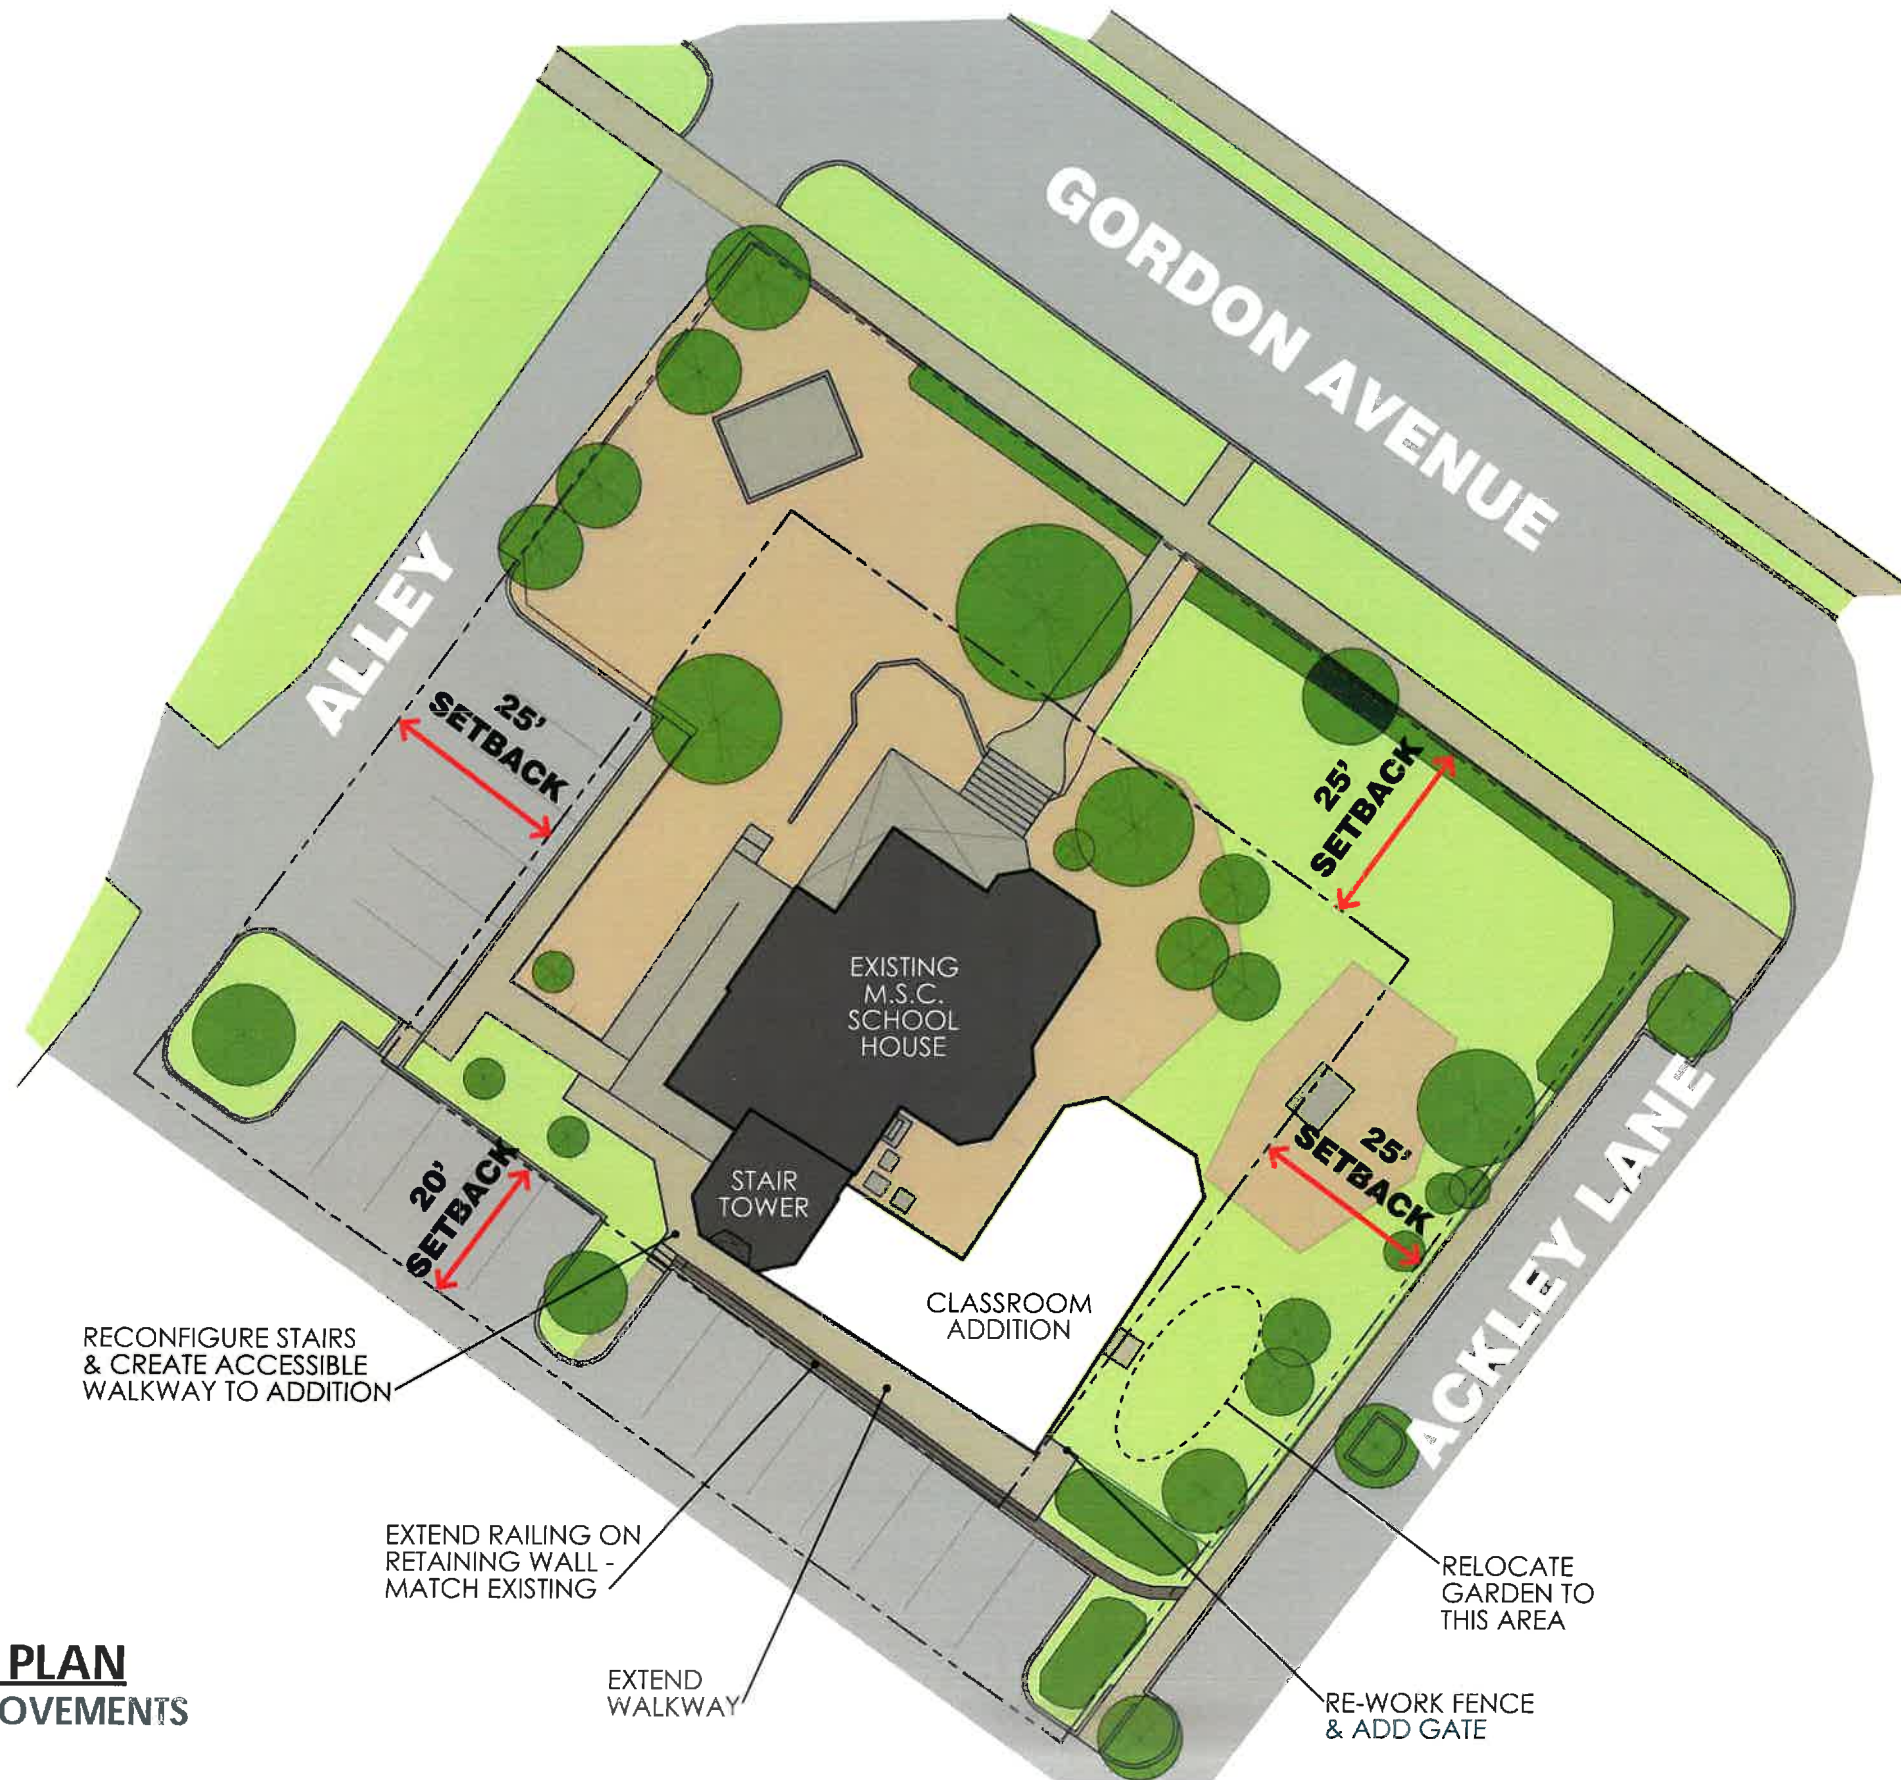 GORDON AVENUE
ALLEY
25'
SETBACK
25'
SETBACK
EXISTING
M.S.C.
SCHOOL
HOUSE
STAIR
TOWER
20'
SETBACK
25'
SETBACK
ACKLEY LANE
CLASSROOM
ADDITION
RECONFIGURE STAIRS
& CREATE ACCESSIBLE
WALKWAY TO ADDITION
EXTEND RAILING ON
RETAINING WALL -
MATCH EXISTING
EXTEND
WALKWAY
RELOCATE
GARDEN TO
THIS AREA
RE-WORK FENCE
& ADD GATE
PLAN
OVEMENTS